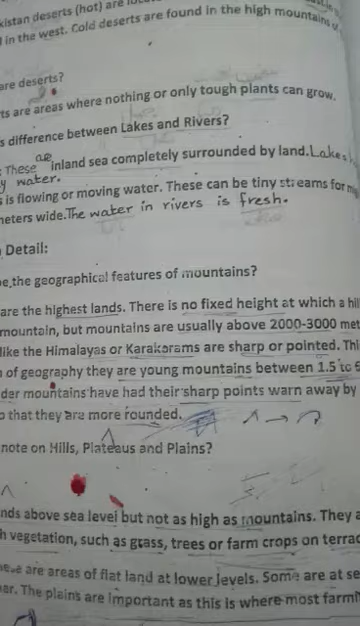 kistan deserts (hot) are
in the west. Cold deserts are found in the high mountains
are deserts?
ts are areas where nothing or only tough plants can grow.
s difference between Lakes and Rivers?
: These are inland sea completely surrounded by land. Lakes
y water.
s is flowing or moving water. These can be tiny streams for
meters wide. The water in rivers is fresh.
Detail:
be, the geographical features of mountains?
are the highest lands. There is no fixed height at which a hil
mountain, but mountains are usually above 2000-3000 met
like the Himalayas or Karakorams are sharp or pointed. Thi
of geography they are young mountains between 1.5 to
der mountains have had their sharp points warn away by
o that they are more rounded.
note on Hills, Plateaus and Plains?
nds above sea level but not as high as mountains. They a
h vegetation, such as grass, trees or farm crops on terrac
hese are areas of flat land at lower levels. Some are at se
her. The plains are important as this is where most farmi